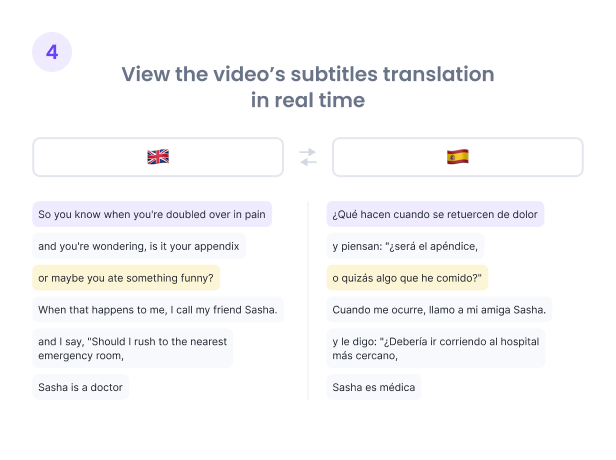 4
View the video's subtitles translation
in real time
So you know when you're doubled over in pain
and you're wondering, is it your appendix
or maybe you ate something funny?
When that happens to me, I call my friend Sasha.
and I say, "Should I rush to the nearest
emergency room,
Sasha is a doctor
¿Qué hacen cuando se retuercen de dolor
y piensan: "¿será el apéndice,
o quizás algo que he comido?"
Cuando me ocurre, llamo a mi amiga Sasha.
y le digo: "¿Debería ir corriendo al hospital
más cercano,
Sasha es médica